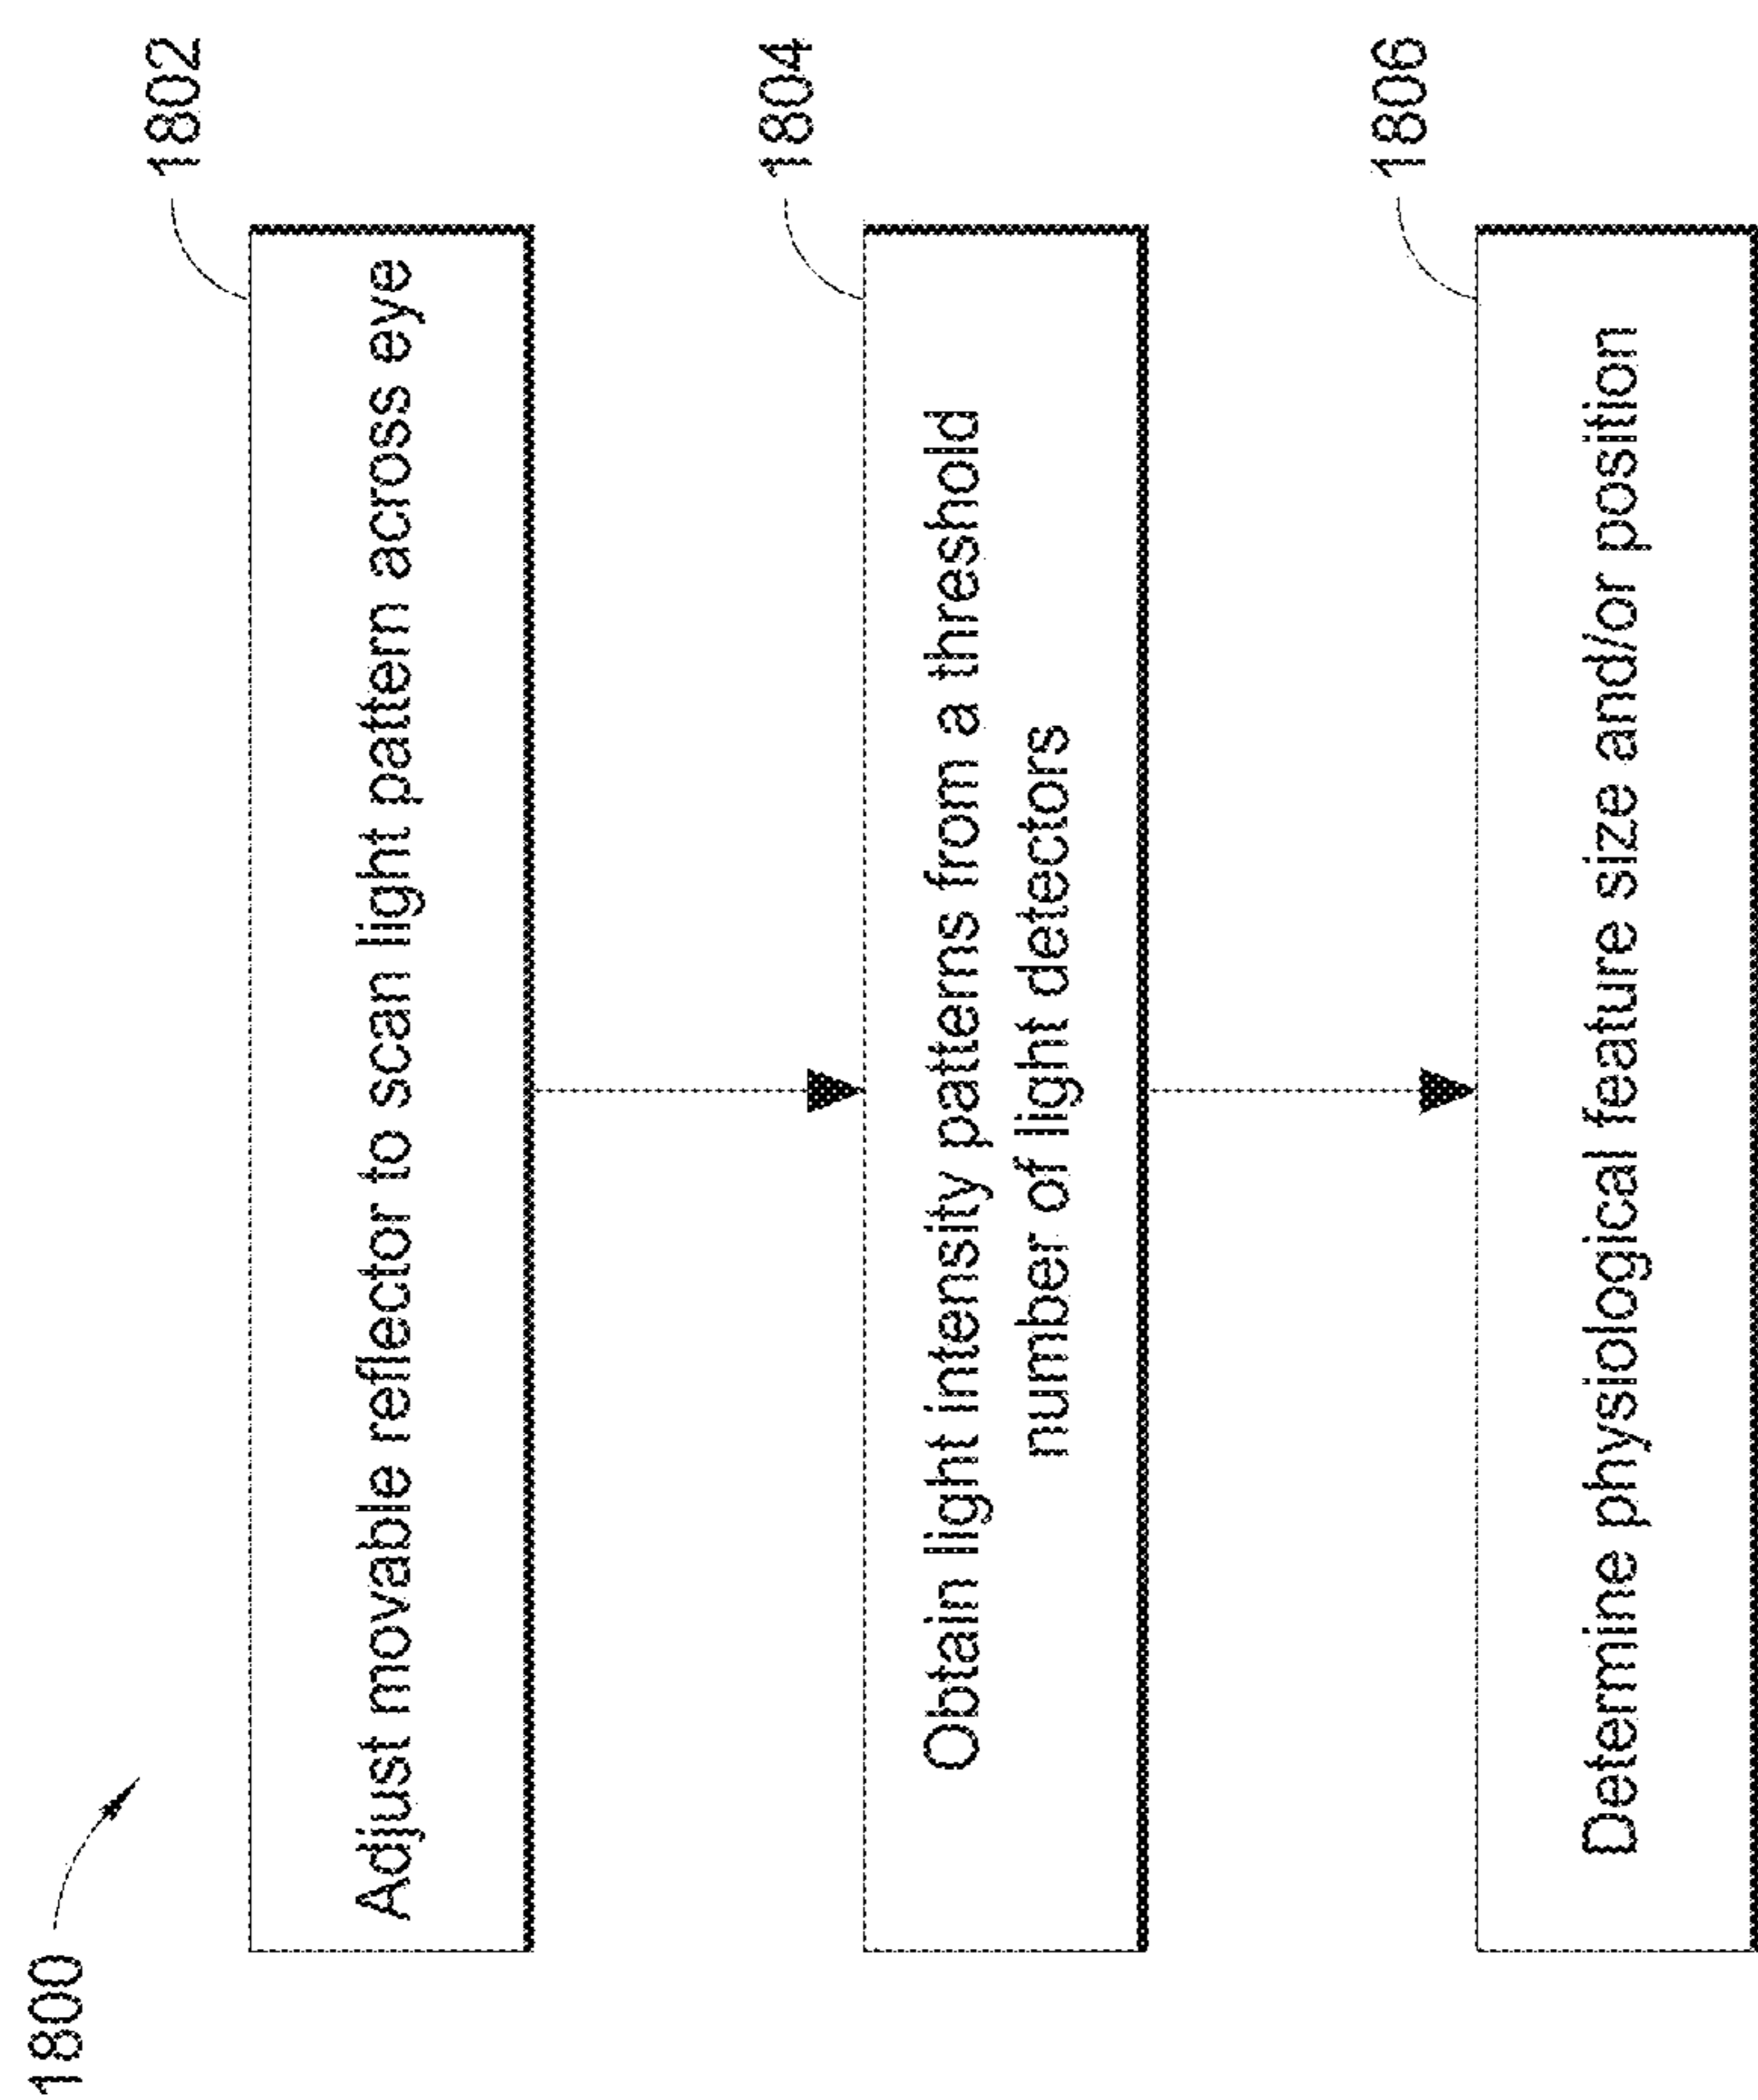 1800
1802
Adjust movable reflector to scan light pattern across eye
1804
Obtain light intensity patterns from a threshold
number of light detectors
1806
Determine physiological feature size and/or position